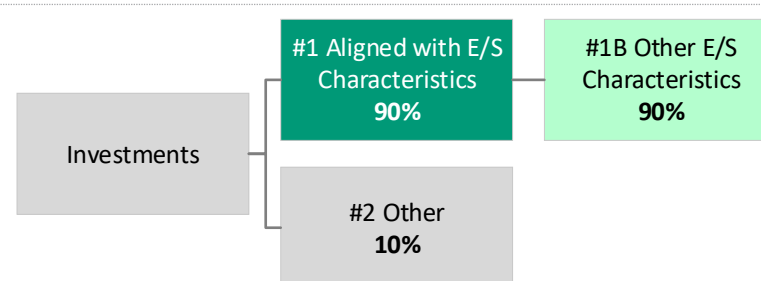 Investments
#1 Aligned with E/S
Characteristics
90%
#1B Other E/S
Characteristics
90%
#2 Other
10%